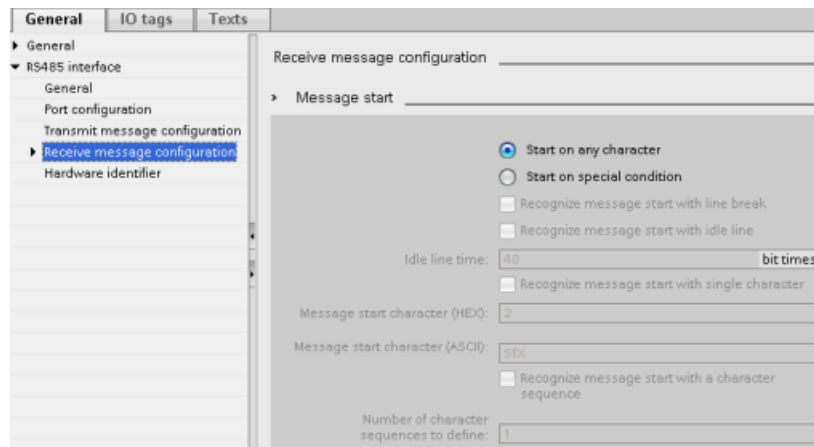 General
IO tags
Texts
General
RS485 interface
General
Port configuration
Transmit message configuration
Receive message configuration
Hardware identifier
Receive message configuration
Message start
Start on any character
Start on special condition
Recognize message start with line break
Recognize message start with idle line
Idle line time:
40
bit times
Recognize message start with single character
Message start character (HEX):
2
Message start character (ASCII):
STX
Recognize message start with a character
sequence
Number of character
sequences to define:
1